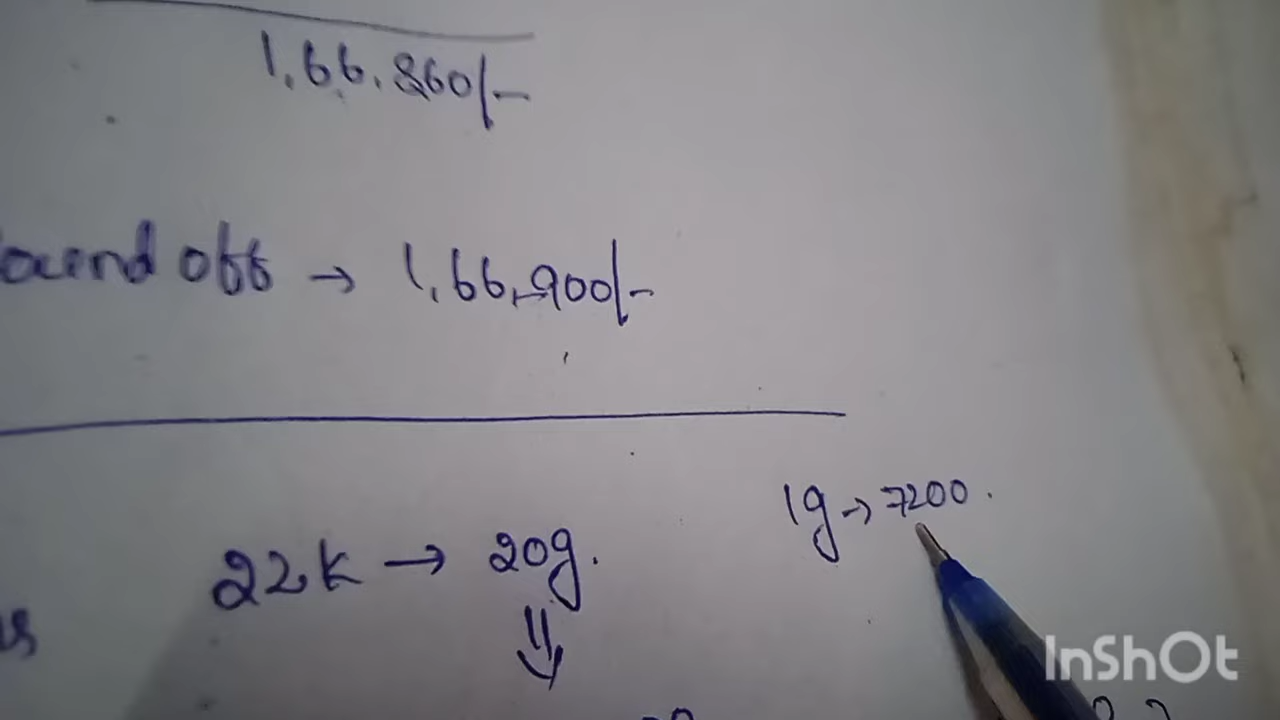 1,66,860/-
ound off → 1,66,900/-
1g → 7200.
22k → 20g.
InShOt